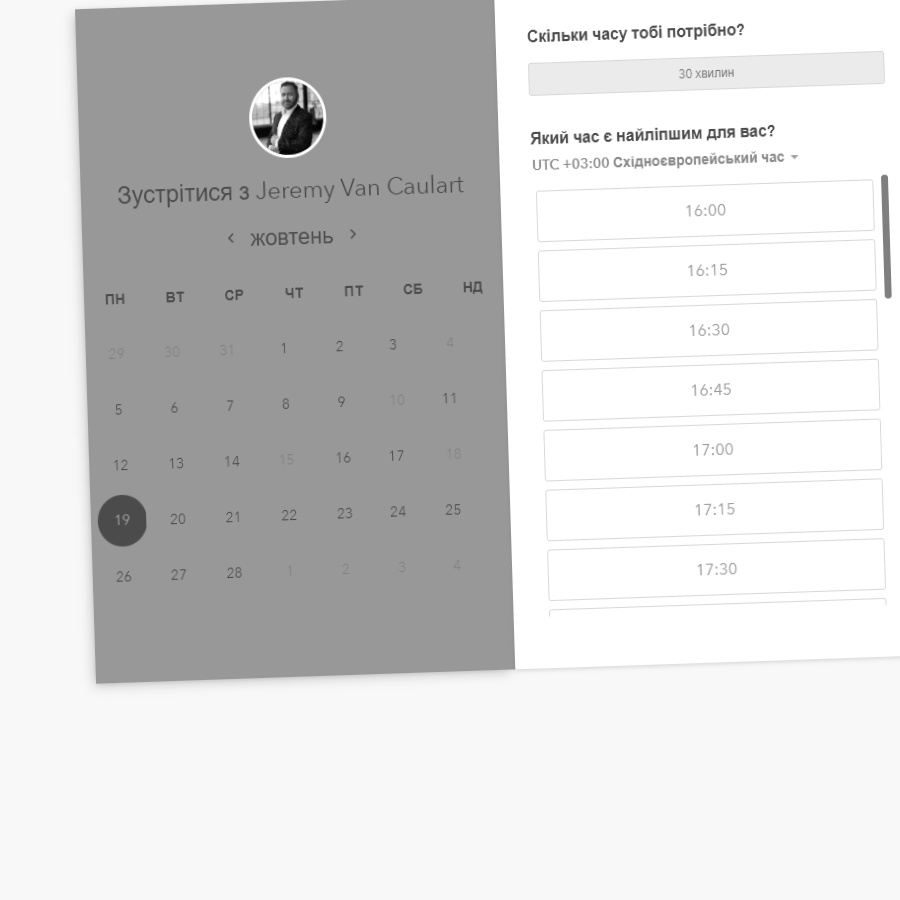 Зустрітися з Jeremy Van Caulart
‹ жовтень ›
ПН ВТ СР ЧТ ПТ СБ НД
29 30 31 1 2 3 4
5 6 7 8 9 10 11
12 13 14 15 16 17 18
19 20 21 22 23 24 25
26 27 28 1 2 3 4
Скільки часу тобі потрібно?
30 хвилин
Який час є найліпшим для вас?
UTC +03:00 Східноєвропейський час
16:00
16:15
16:30
16:45
17:00
17:15
17:30